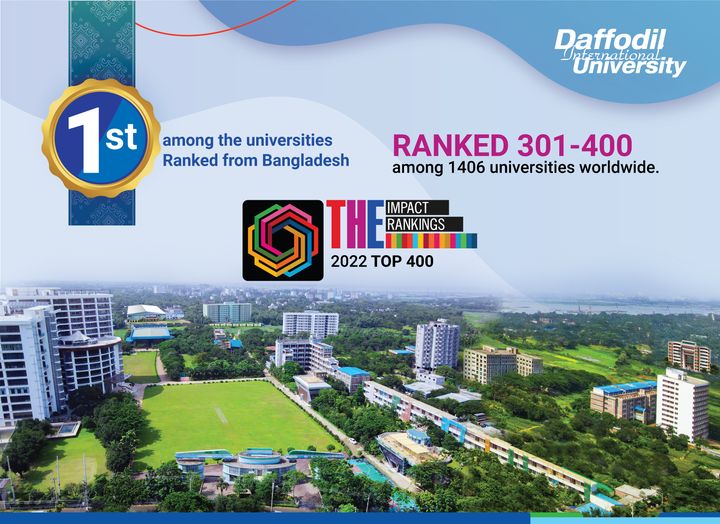 Daffodil
International
University
1st
among the universities
Ranked from Bangladesh
RANKED 301-400
among 1406 universities worldwide.
THE IMPACT
RANKINGS
2022 TOP 400